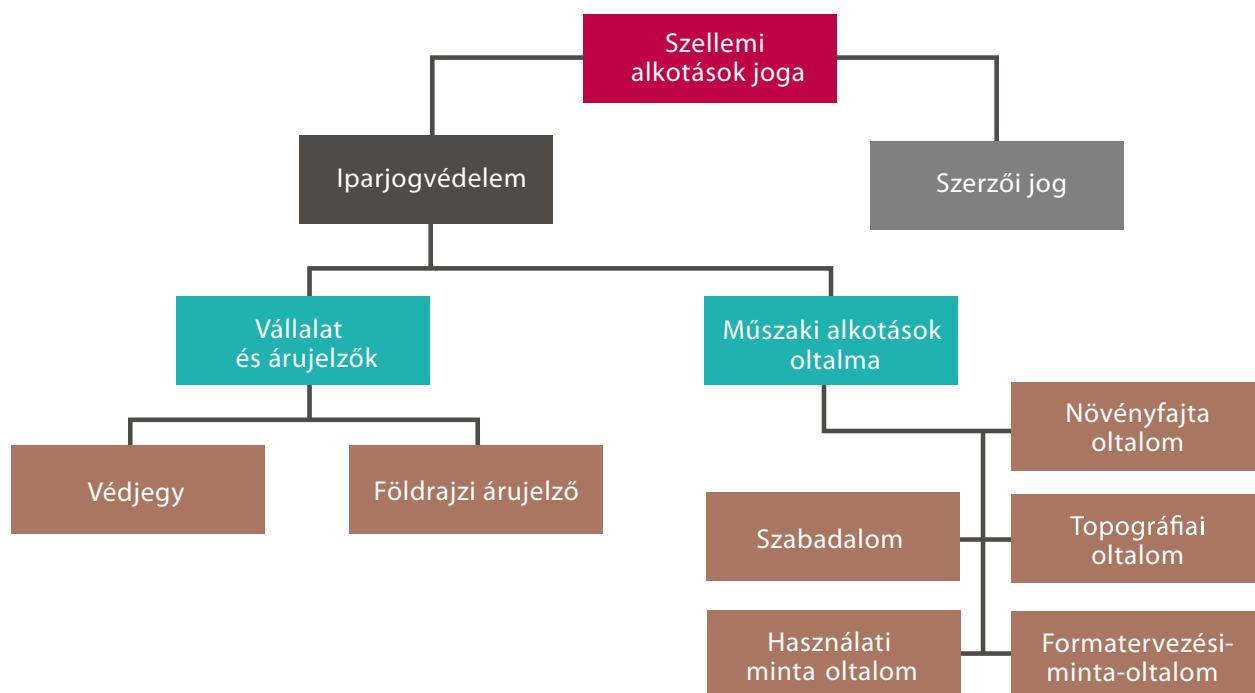 Szellemi
alkotások joga
Iparjogvédelem
Szerzői jog
Vállalat
és árujelzők
Műszaki alkotások
oltalma
Védjegy
Földrajzi árujelző
Növényfajta
oltalom
Szabadalom
Topográfiai
oltalom
Használati
minta oltalom
Formatervezési-
minta-oltalom